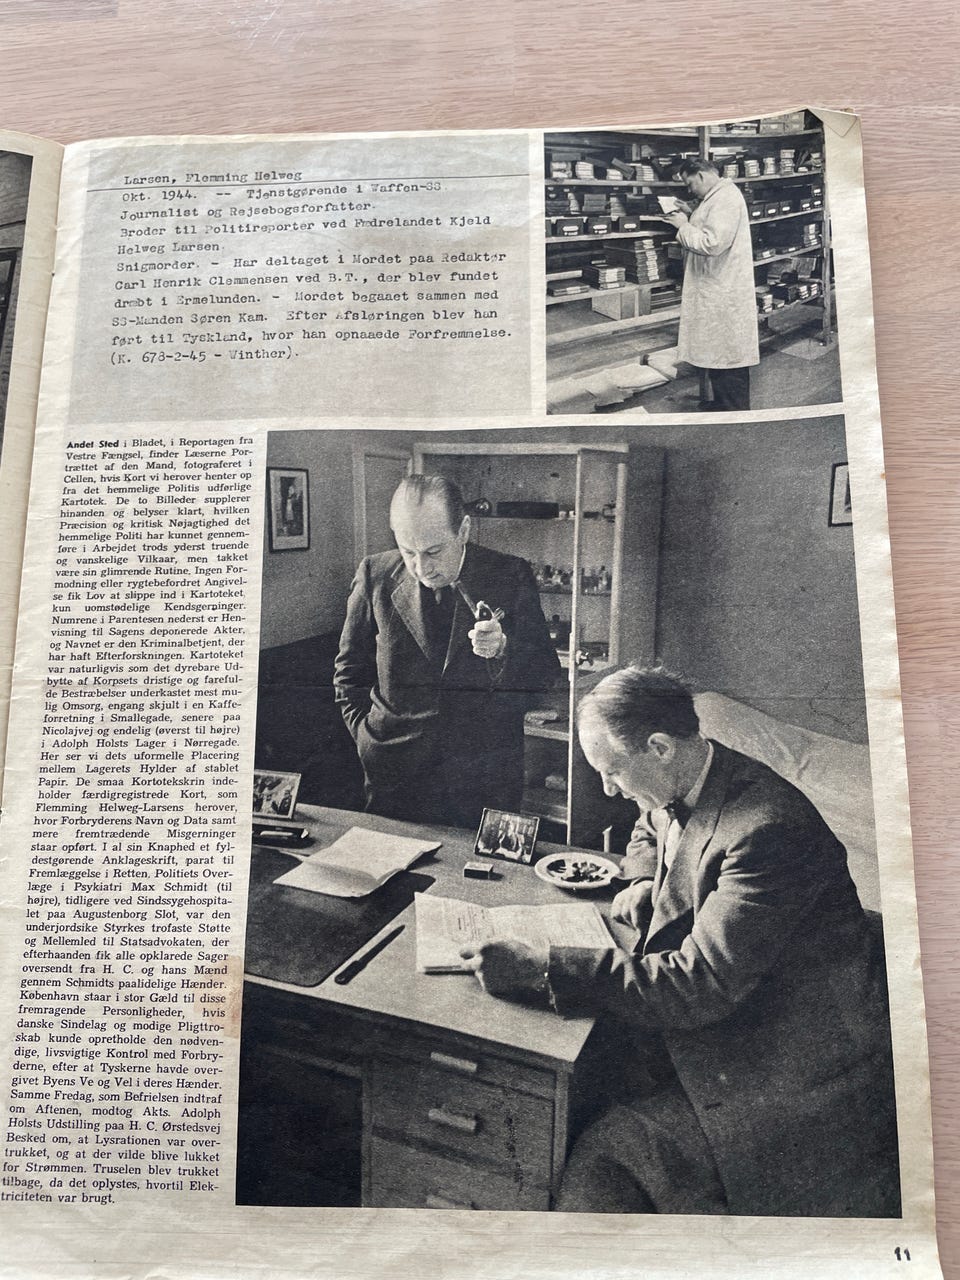 Larsen, Flemming Helweg
Okt. 1944. -- Tjenstgørende i Waffen-SS.
Journalist og Rejsebogsforfatter.
Broder til Politireporter ved Fædrelandet Kjeld
Helweg Larsen.
Snigmorder. - Har deltaget i Mordet paa Redaktør
Carl Henrik Clemmensen ved B.T., der blev fundet
dræbt i Ermelunden. - Mordet begaaet sammen med
SS-Manden Søren Kam. Efter Afsløringen blev han
ført til Tyskland, hvor han opnaaede Forfremmelse.
(K. 678-2-45 - Winther).
Andet Sted i Bladet, i Reportagen fra
Vestre Fængsel, finder Læserne Por-
trættet af den Mand, fotograferet i
Cellen, hvis Kort vi herover henter op
fra det hemmelige Politis udførlige
Kartotek. De to Billeder supplerer
hinanden og belyser klart, hvilken
Præcision og kritisk Nøjagtighed det
hemmelige Politi har kunnet gennem-
føre i Arbejdet trods yderst truende
og vanskelige Vilkaar, men takket
være sin glimrende Rutine. Ingen For-
modning eller rygtebefordret Angivel-
se fik Lov at slippe ind i Kartoteket,
kun uomstødelige Kendsgerninger.
Numrene i Parentesen nederst er Hen-
visning til Sagens deponerede Akter,
og Navnet er den Kriminalbetjent, der
har haft Efterforskningen. Kartoteket
var naturligvis som det dyrebare Ud-
bytte af Korpsets dristige og fareful-
de Bestræbelser underkastet mest mu-
lig Omsorg, engang skjult i en Kaffe-
forretning i Smallegade, senere paa
Nicolajvej og endelig (øverst til højre)
i Adolph Holsts Lager i Nørregade.
Her ser vi dets uformelle Placering
mellem Lagerets Hylder af stablet
Papir. De smaa Kortotekskrin inde-
holder færdigregistrede Kort, som
Flemming Helweg-Larsens herover,
hvor Forbryderens Navn og Data samt
mere fremtrædende Misgerninger
staar opført. I al sin Knaphed et fyl-
destgørende Anklageskrift, parat til
Fremlæggelse i Retten. Politiets Over-
læge i Psykiatri Max Schmidt (til
højre), tidligere ved Sindssygehospita-
let paa Augustenborg Slot, var den
underjordsike Styrkes trofaste Støtte
og Mellemled til Statsadvokaten, der
efterhaanden fik alle opklarede Sager
oversendt fra H. C. og hans Mænd
gennem Schmidts paalidelige Hænder.
København staar i stor Gæld til disse
fremragende Personligheder, hvis
danske Sindelag og modige Pligttro-
skab kunde opretholde den nødven-
dige, livsvigtige Kontrol med Forbry-
derne, efter at Tyskerne havde over-
givet Byens Ve og Vel i deres Hænder.
Samme Fredag, som Befrielsen indtraf
om Aftenen, modtog Akts. Adolph
Holsts Udstilling paa H. C. Ørstedsvej
Besked om, at Lysrationen var over-
trukket, og at der vilde blive lukket
for Strømmen. Truselen blev trukket
tilbage, da det oplystes, hvortil Elek-
triciteten var brugt.
11